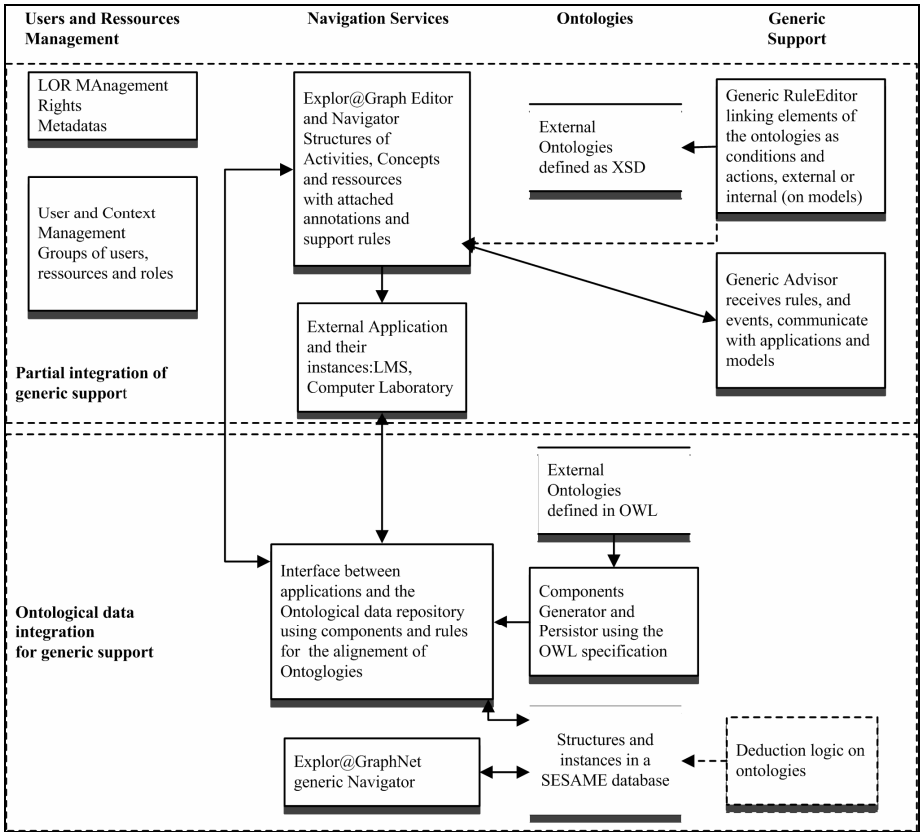 Users and Ressources
Management
Navigation Services
Ontologies
Generic
Support
LOR MAnagement
Rights
Metadatas
User and Context
Management
Groups of users,
ressources and roles
Partial integration of
generic support
Explor@Graph Editor
and Navigator
Structures of
Activities, Concepts
and ressources
with attached
annotations and
support rules
External Application
and their
instances:LMS,
Computer Laboratory
External
Ontologies
defined as XSD
Generic RuleEditor
linking elements of
the ontologies as
conditions and
actions, external or
internal (on models)
Generic Advisor
receives rules, and
events, communicate
with applications and
models
Ontological data
integration
for generic support
External
Ontologies
defined in OWL
Interface between
applications and the
Ontological data repository
using components and rules
for the alignement of
Ontoglogies
Components
Generator and
Persistor using the
OWL specification
Explor@GraphNet
generic Navigator
Structures and
instances in a
SESAME database
Deduction logic on
ontologies